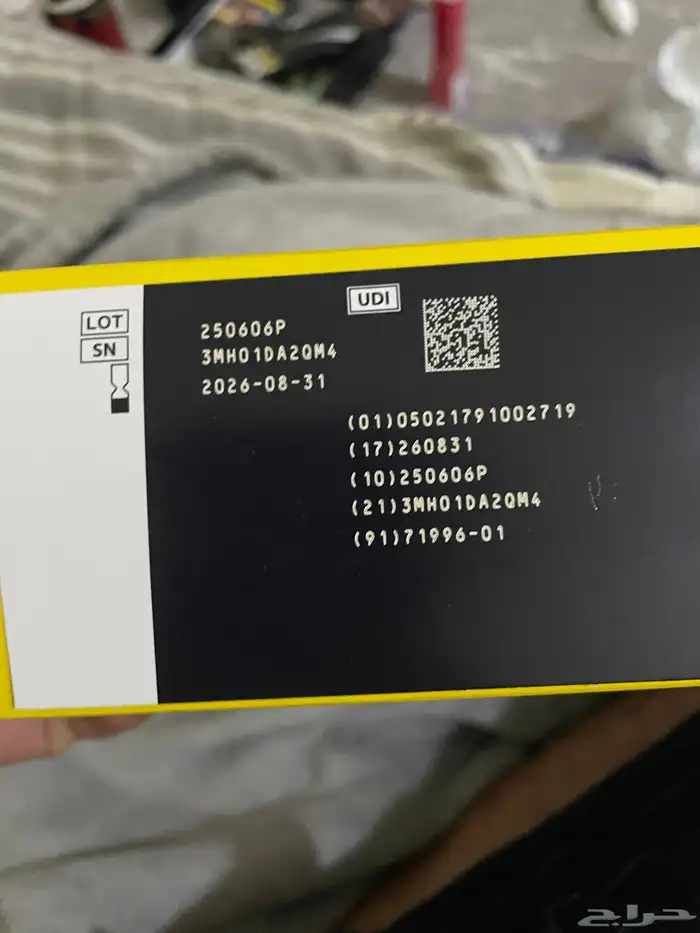 UDI
LOT 250606P
SN 3MH01DA2QM4
2026-08-31
(01)05021791002719
(17)260831
(10)250606P
(21)3MH01DA2QM4
(91)71996-01
حراج